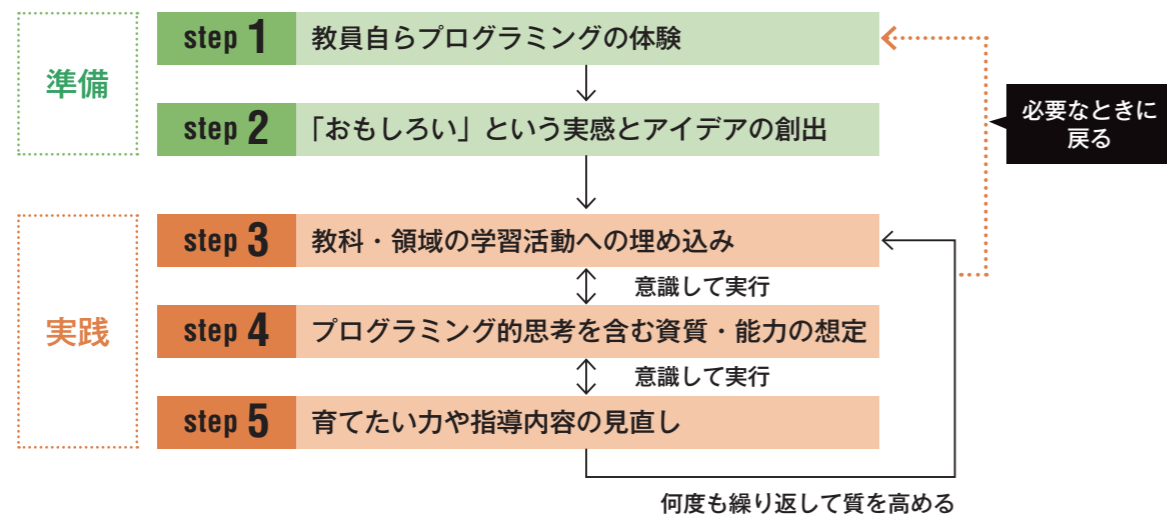 準備
step 1 教員自らプログラミングの体験
step 2 「おもしろい」という実感とアイデアの創出
必要なときに
戻る
実践
step 3 教科・領域の学習活動への埋め込み
意識して実行
step 4 プログラミング的思考を含む資質・能力の想定
意識して実行
step 5 育てたい力や指導内容の見直し
何度も繰り返して質を高める